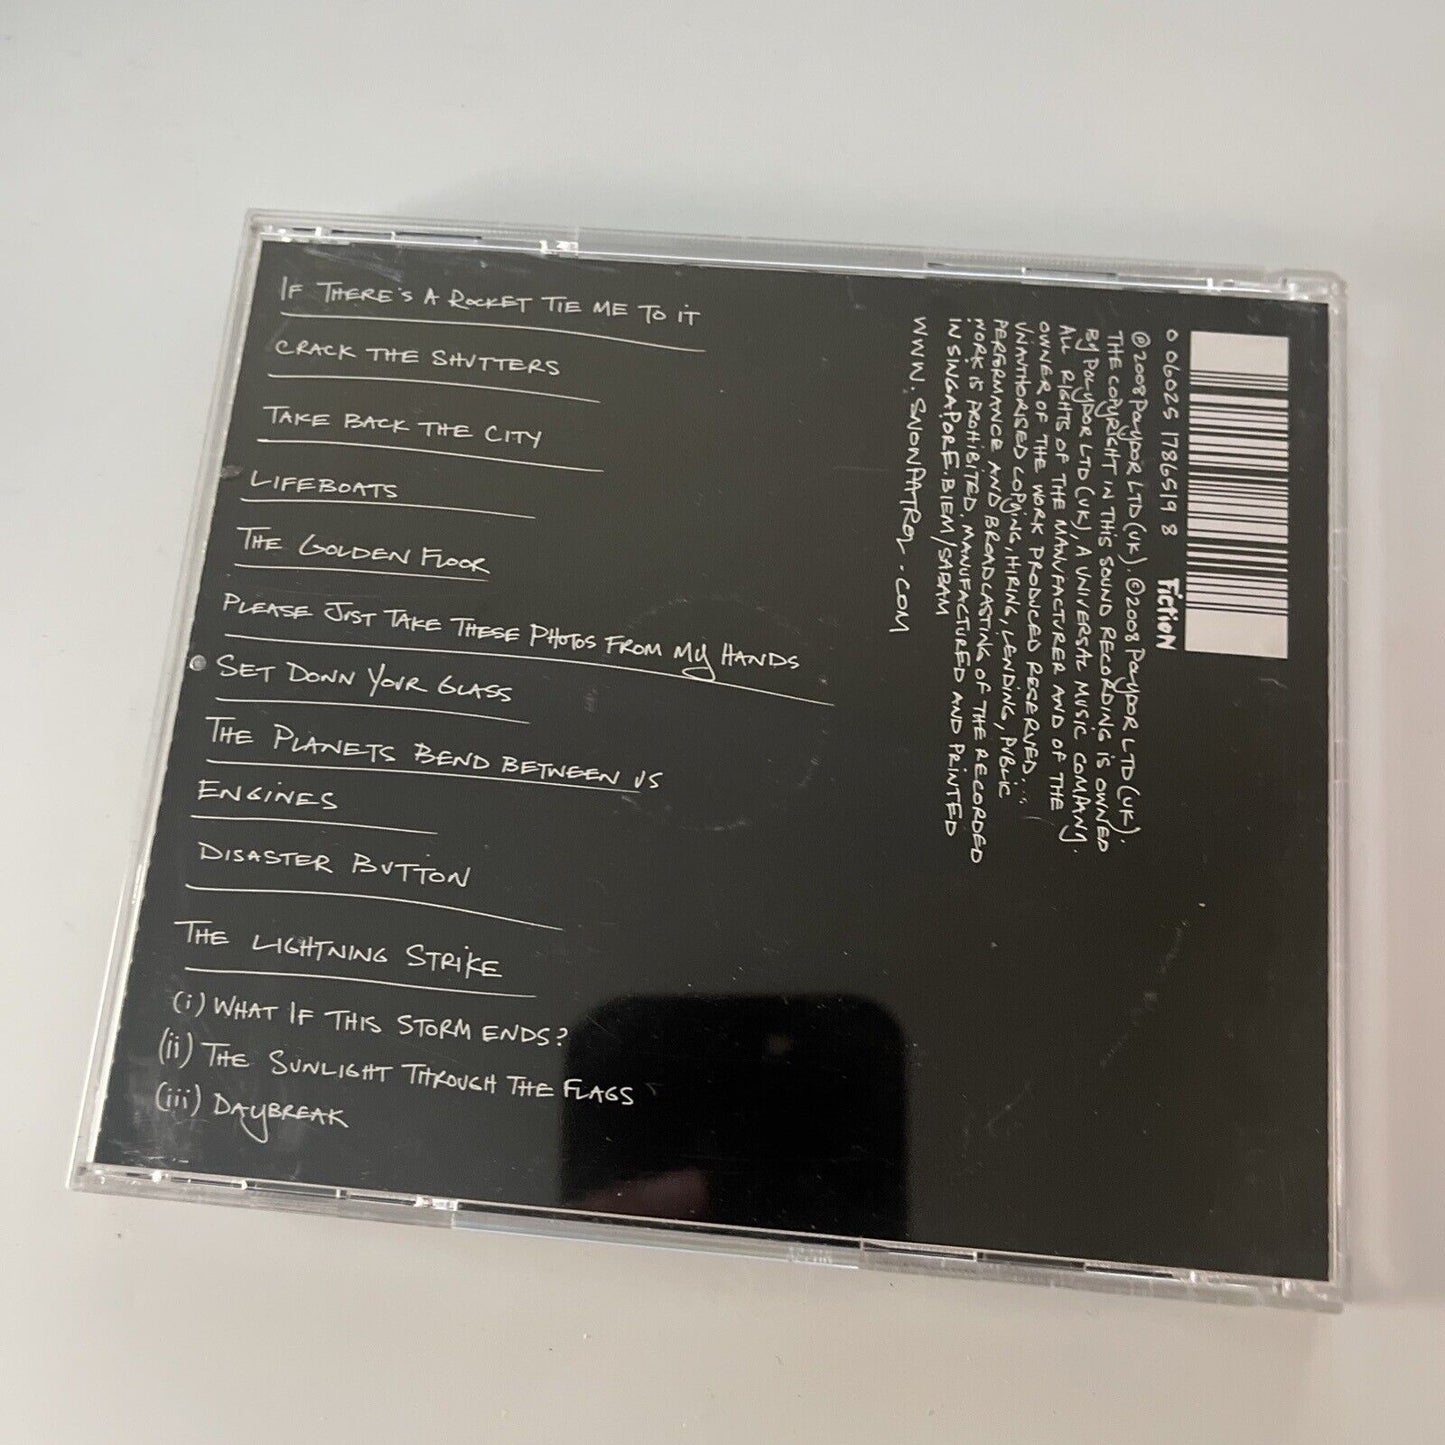 IF THERE'S A ROCKET TIE ME TO IT
CRACK THE SHUTTERS
TAKE BACK THE CITY
LIFEBOATS
THE GOLDEN FLOOR
PLEASE JUST TAKE THESE PHOTOS FROM MY HANDS
SET DOWN YOUR GLASS
THE PLANETS BEND BETWEEN US
ENGINES
DISASTER BUTTON
THE LIGHTNING STRIKE
(i) WHAT IF THIS STORM ENDS?
(ii) THE SUNLIGHT THROUGH THE FLAGS
(iii) DAYBREAK
0 06025 1786519 8
FICTION
℗2008 POLYDOR LTD (UK). ©2008 POLYDOR LTD (UK).
THE COPYRIGHT IN THIS SOUND RECORDING IS OWNED
BY POLYDOR LTD (UK), A UNIVERSAL MUSIC COMPANY.
ALL RIGHTS OF THE MANUFACTURER AND OF THE
OWNER OF THE WORK PRODUCED RESERVED.
UNAUTHORISED COPYING, HIRING, LENDING, PUBLIC
PERFORMANCE AND BROADCASTING OF THE RECORDED
WORK IS PROHIBITED. MANUFACTURED AND PRINTED
IN SINGAPORE. BIEM/SABAM
WWW.SNOWPATROL.COM